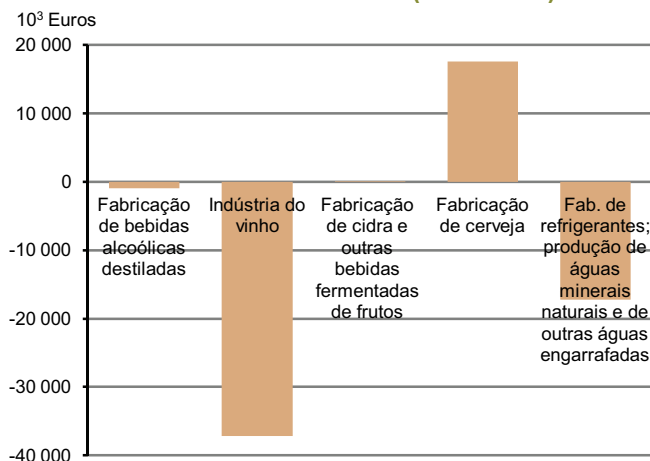 10³ Euros
20 000
10 000
0
-10 000
-20 000
-30 000
-40 000
Fabricação
de bebidas
alcoólicas
destiladas
Indústria do
vinho
Fabricação
de cidra e
outras
bebidas
fermentadas
de frutos
Fabricação
de cerveja
Fab. de
refrigerantes;
produção de
águas
minerais
naturais e de
outras águas
engarrafadas